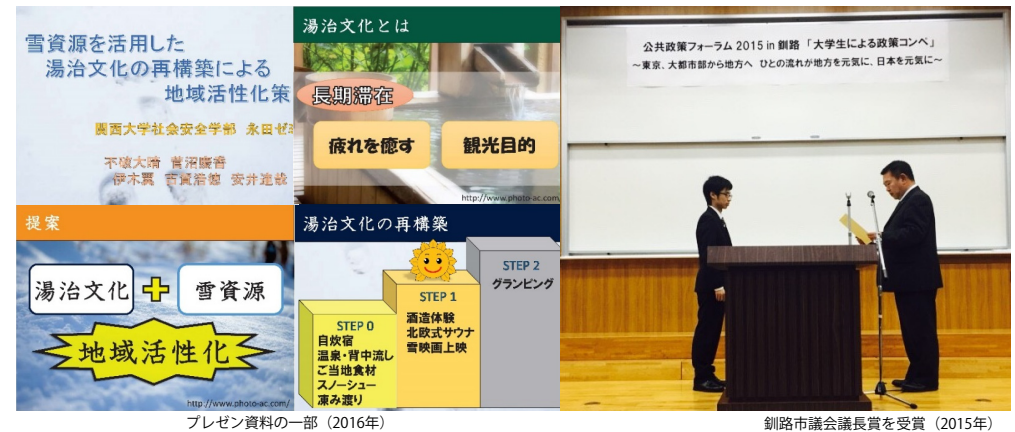 雪資源を活用した
湯治文化の再構築による
地域活性化策
関西大学社会安全学部 永田ゼミ
湯治文化とは
長期滞在
疲れを癒す
観光目的
http://www.photo-ac.com/
提案
湯治文化
雪資源
地域活性化
http://www.photo-ac.com/
湯治文化の再構築
STEP 0
自炊宿
温泉・背中流し
ご当地食材
スノーシュー
凍み渡り
STEP 1
酒造体験
北欧式サウナ
雪映画上映
STEP 2
グランピング
プレゼン資料の一部（2016年）
公共政策フォーラム 2015 in 釧路 「大学生による政策コンペ」
～東京、大都市部から地方へ ひとの流れが地方を元気に、日本を元気に～
釧路市議会議長賞を受賞（2015年）